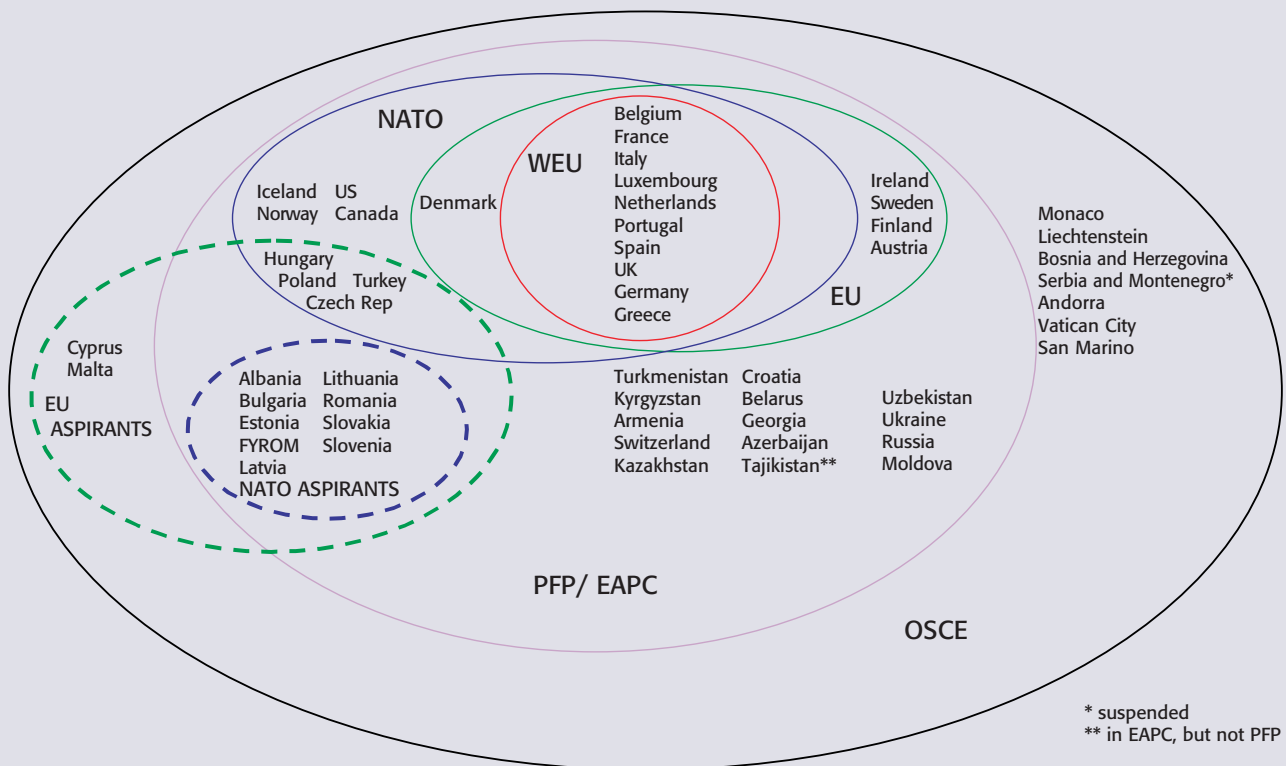 NATO
WEU
Belgium
France
Italy
Luxembourg
Netherlands
Portugal
Spain
UK
Germany
Greece
Iceland US
Norway Canada
Denmark
Ireland
Sweden
Finland
Austria
EU
Monaco
Liechtenstein
Bosnia and Herzegovina
Serbia and Montenegro*
Andorra
Vatican City
San Marino
Hungary
Poland Turkey
Czech Rep
Cyprus
Malta
EU
ASPIRANTS
Albania Lithuania
Bulgaria Romania
Estonia Slovakia
FYROM Slovenia
Latvia
NATO ASPIRANTS
Turkmenistan Croatia
Kyrgyzstan Belarus Uzbekistan
Armenia Georgia Ukraine
Switzerland Azerbaijan Russia
Kazakhstan Tajikistan** Moldova
PFP/ EAPC
OSCE
* suspended
** in EAPC, but not PFP